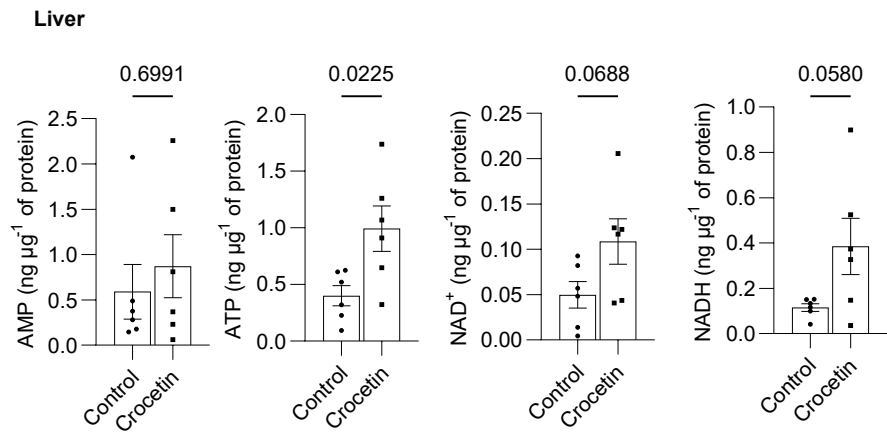 Liver
0.6991
AMP (ng µg-1 of protein)
2.5
2.0
1.5
1.0
0.5
0.0
Control
Crocetin
0.0225
ATP (ng µg-1 of protein)
2.0
1.5
1.0
0.5
0.0
Control
Crocetin
0.0688
NAD+ (ng µg-1 of protein)
0.25
0.20
0.15
0.10
0.05
0.00
Control
Crocetin
0.0580
NADH (ng µg-1 of protein)
1.0
0.8
0.6
0.4
0.2
0.0
Control
Crocetin